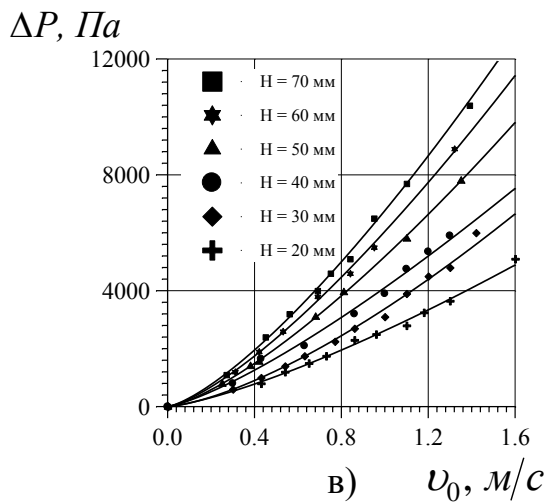 ΔP, Па
12000
8000
4000
0
H = 70 мм
H = 60 мм
H = 50 мм
H = 40 мм
H = 30 мм
H = 20 мм
0.0 0.4 0.8 1.2 1.6
в) υ₀, м/с